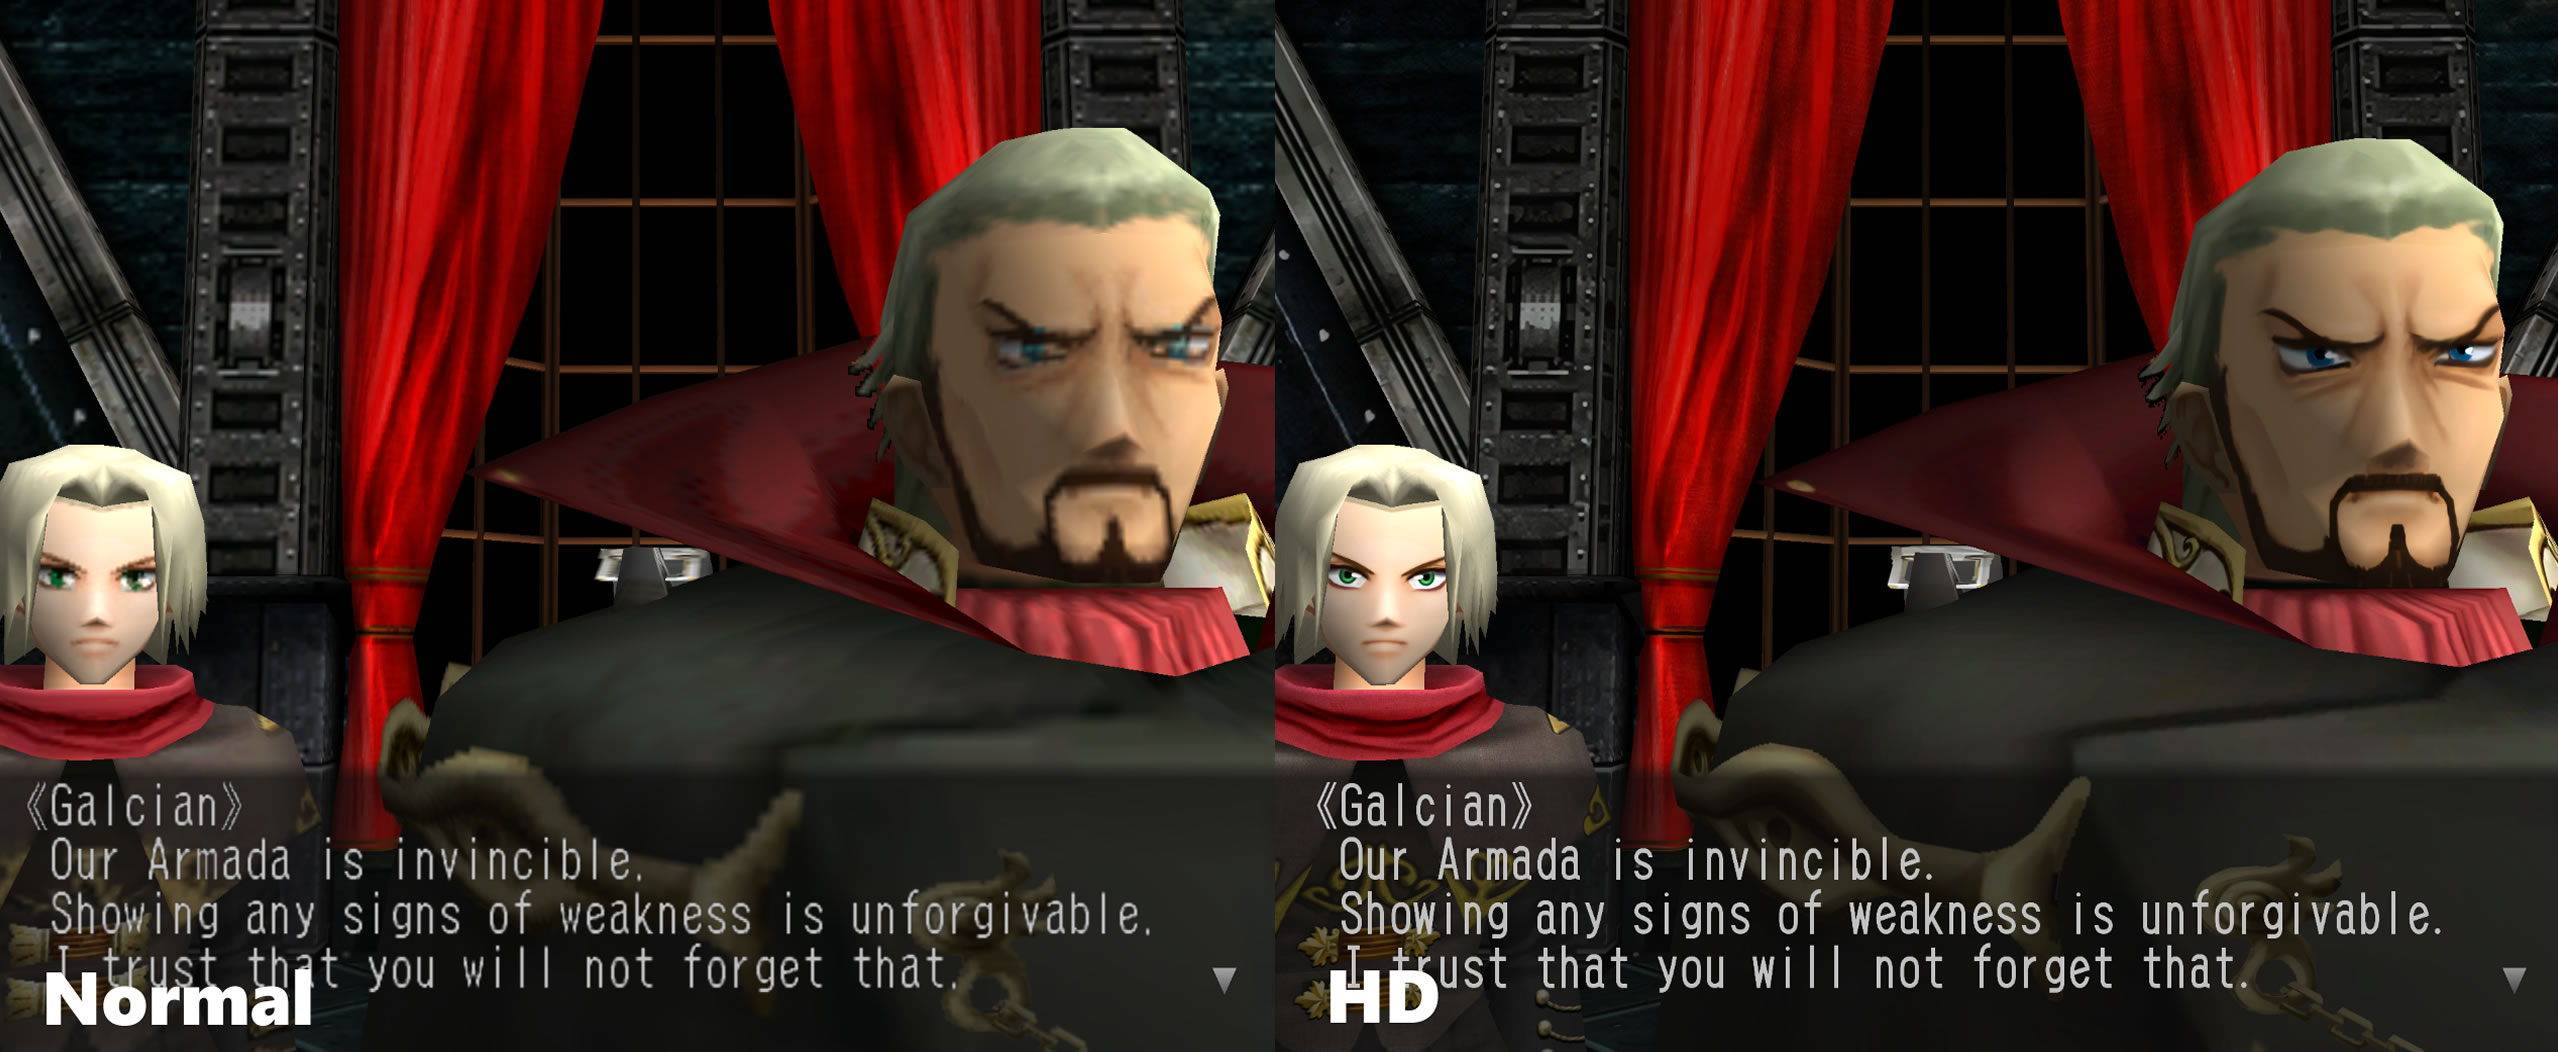 《Galcian》
Our Armada is invincible.
Showing any signs of weakness is unforgivable.
I trust that you will not forget that.
Normal
《Galcian》
Our Armada is invincible.
Showing any signs of weakness is unforgivable.
I trust that you will not forget that.
HD